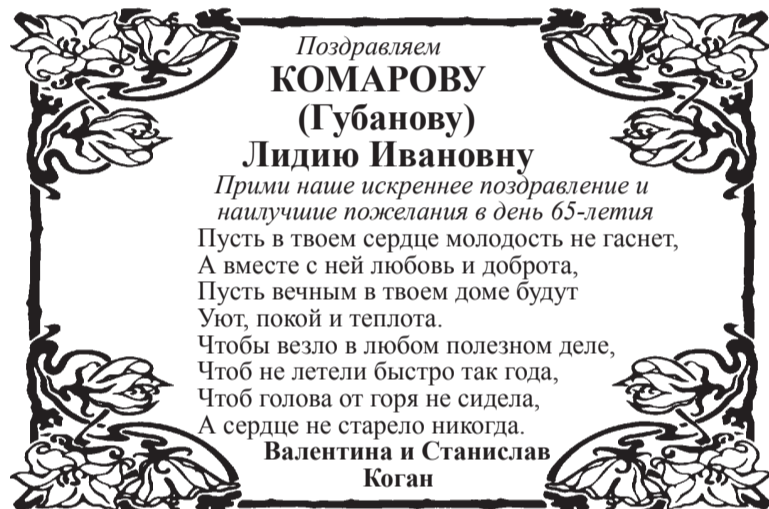 Поздравляем
КОМАРОВУ
(Губанову)
Лидию Ивановну
Прими наше искреннее поздравление и
наилучшие пожелания в день 65-летия
Пусть в твоем сердце молодость не гаснет,
А вместе с ней любовь и доброта,
Пусть вечным в твоем доме будут
Уют, покой и теплота.
Чтобы везло в любом полезном деле,
Чтоб не летели быстро так года,
Чтоб голова от горя не сидела,
А сердце не старело никогда.
Валентина и Станислав
Коган